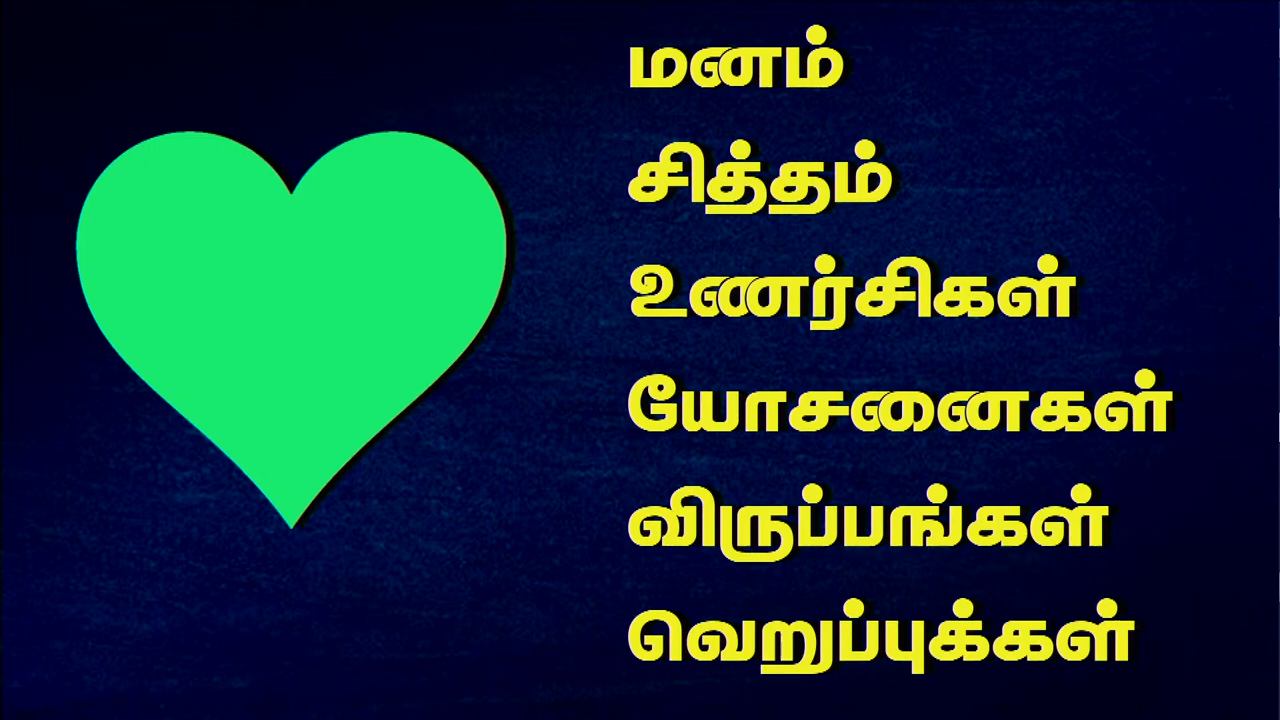 மனம்
சித்தம்
உணர்சிகள்
யோசனைகள்
விருப்பங்கள்
வெறுப்புக்கள்